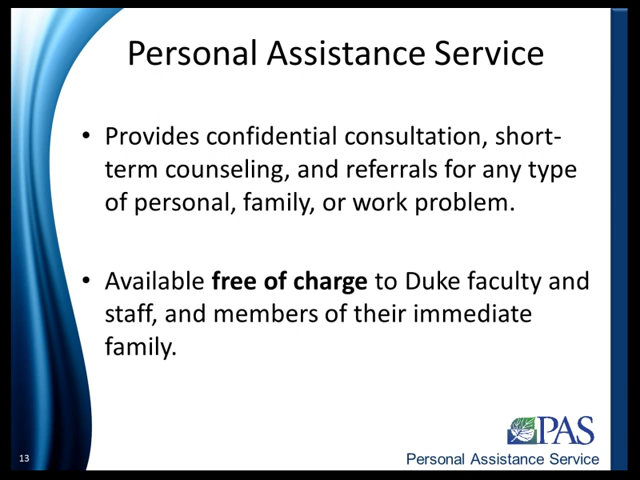 Personal Assistance Service
• Provides confidential consultation, short-
term counseling, and referrals for any type
of personal, family, or work problem.
• Available free of charge to Duke faculty and
staff, and members of their immediate
family.
PAS
13
Personal Assistance Service